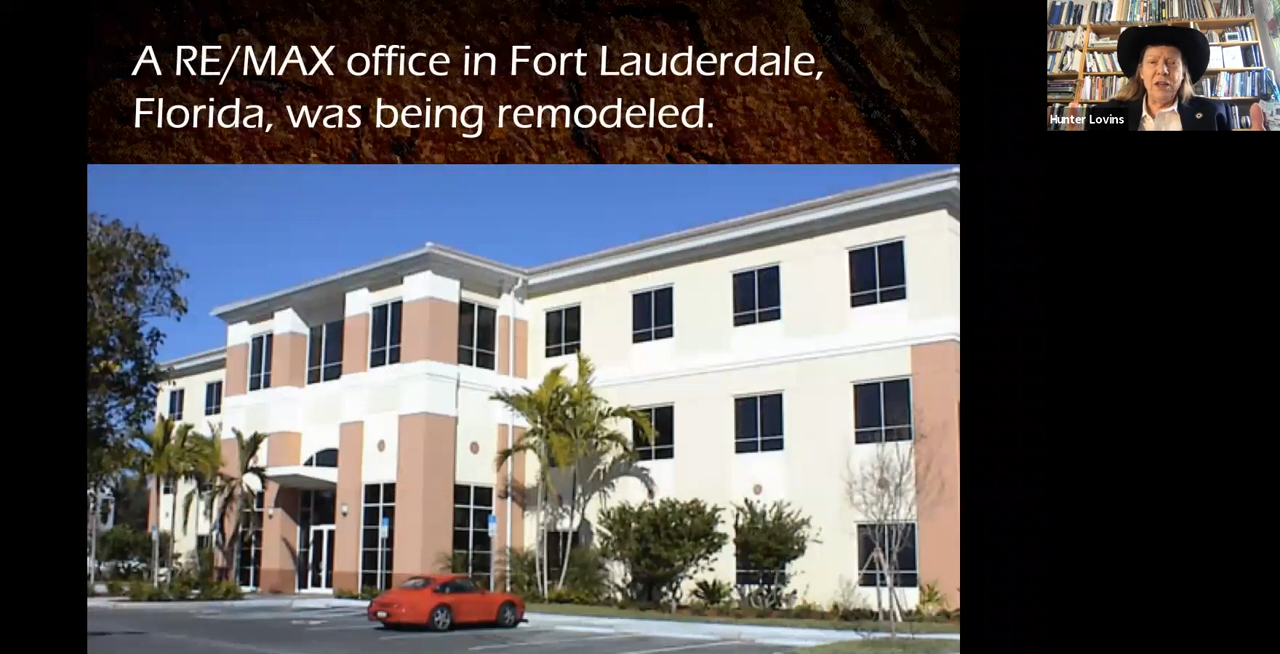 A RE/MAX office in Fort Lauderdale,
Florida, was being remodeled.
Hunter Lovins